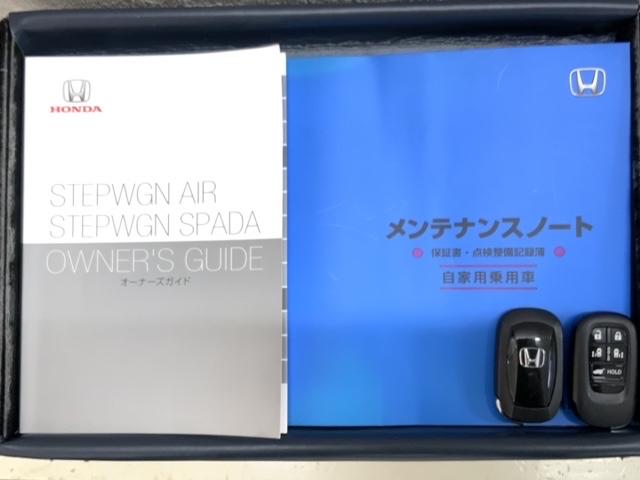 HONDA
STEPWGN AIR
STEPWGN SPADA
OWNER'S GUIDE
オーナーズガイド
メンテナンスノート
保証書・点検整備記録簿
自家用乗用車
HOLD